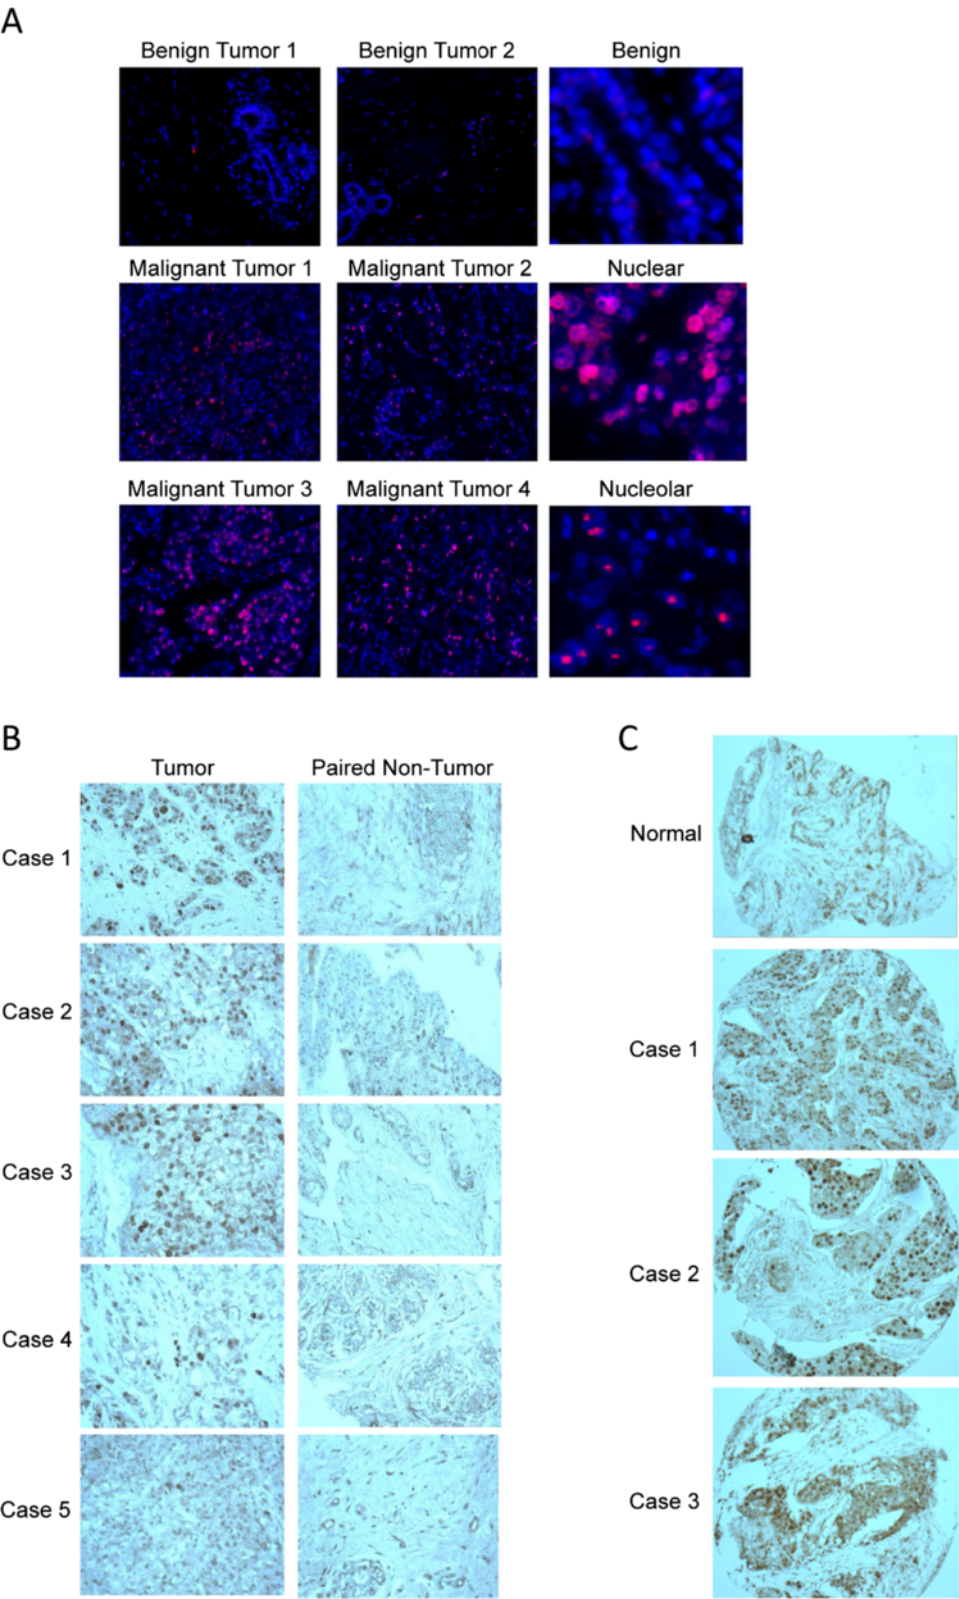 A
Benign Tumor 1 Benign Tumor 2 Benign
Malignant Tumor 1 Malignant Tumor 2 Nuclear
Malignant Tumor 3 Malignant Tumor 4 Nucleolar
B
Tumor Paired Non-Tumor
Case 1
Case 2
Case 3
Case 4
Case 5
C
Normal
Case 1
Case 2
Case 3